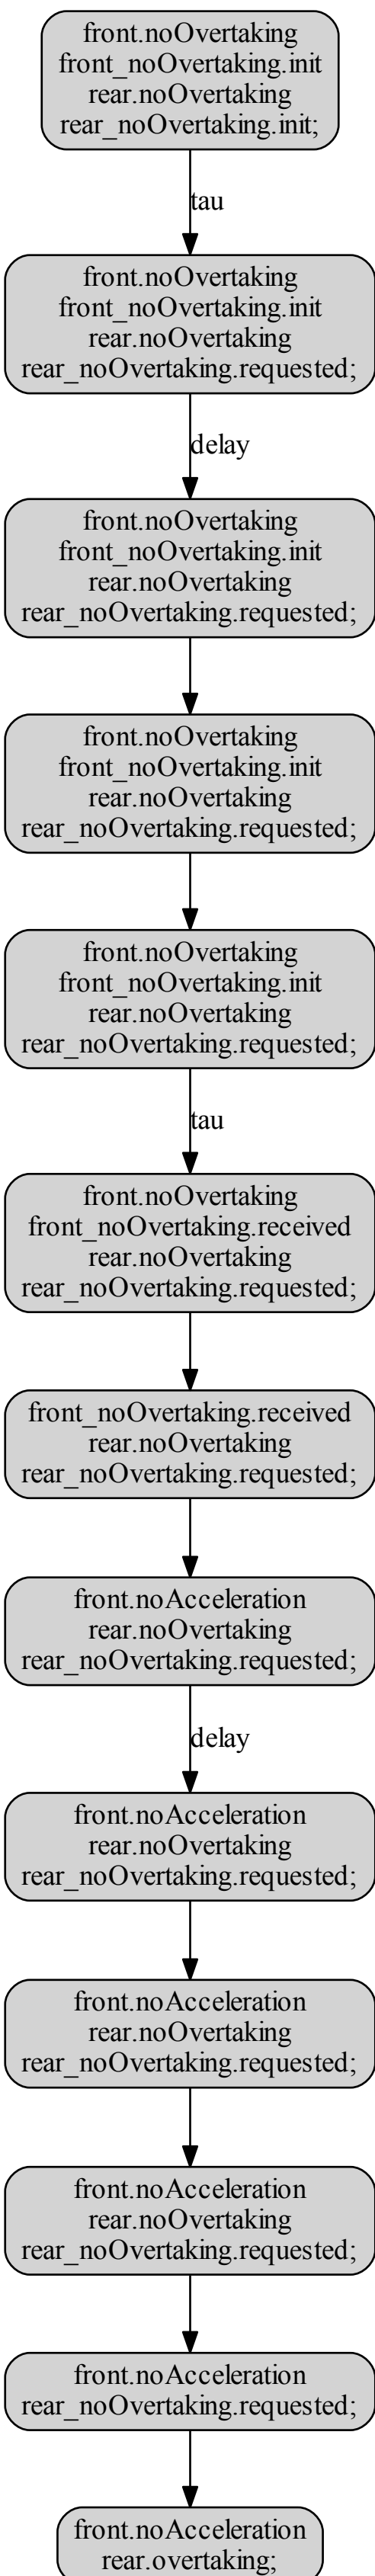 front.noOvertaking
front_noOvertaking.init
rear.noOvertaking
rear_noOvertaking.init;
tau
front.noOvertaking
front_noOvertaking.init
rear.noOvertaking
rear_noOvertaking.requested;
delay
front.noOvertaking
front_noOvertaking.init
rear.noOvertaking
rear_noOvertaking.requested;
front.noOvertaking
front_noOvertaking.init
rear.noOvertaking
rear_noOvertaking.requested;
front.noOvertaking
front_noOvertaking.init
rear.noOvertaking
rear_noOvertaking.requested;
tau
front.noOvertaking
front_noOvertaking.received
rear.noOvertaking
rear_noOvertaking.requested;
front_noOvertaking.received
rear.noOvertaking
rear_noOvertaking.requested;
front.noAcceleration
rear.noOvertaking
rear_noOvertaking.requested;
delay
front.noAcceleration
rear.noOvertaking
rear_noOvertaking.requested;
front.noAcceleration
rear.noOvertaking
rear_noOvertaking.requested;
front.noAcceleration
rear.noOvertaking
rear_noOvertaking.requested;
front.noAcceleration
rear_noOvertaking.requested;
front.noAcceleration
rear.overtaking;